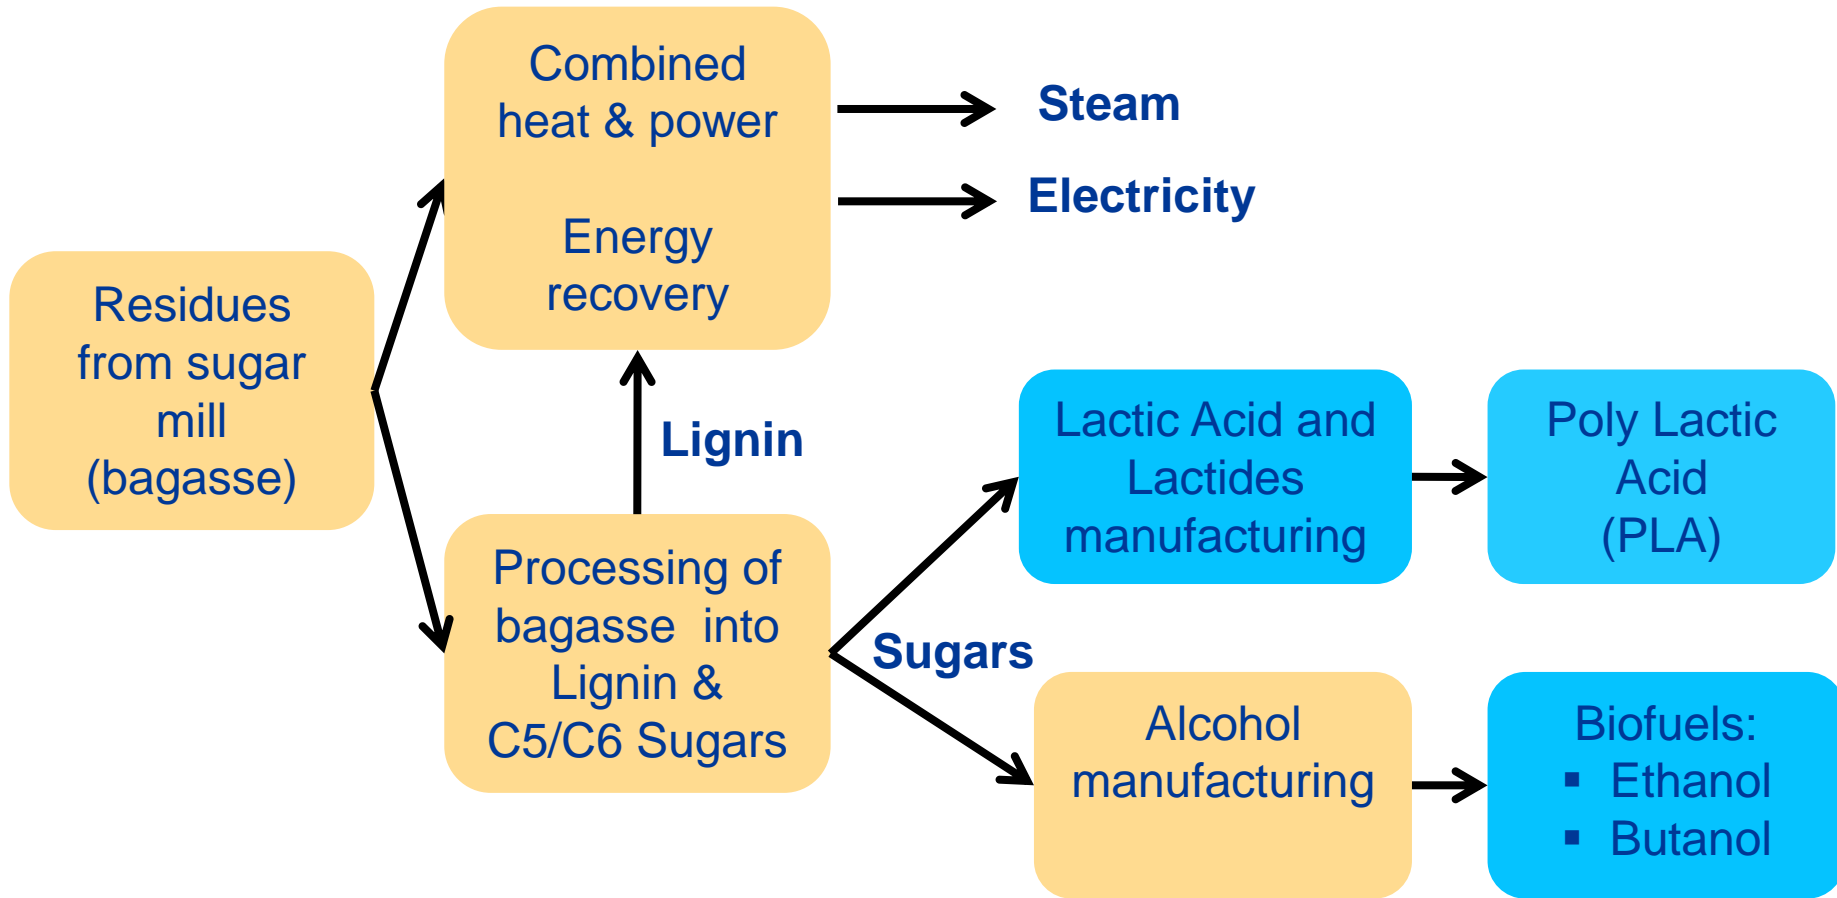 Combined
heat & power
Energy
recovery
Steam
Electricity
Residues
from sugar
mill
(bagasse)
Lignin
Processing of
bagasse into
Lignin &
C5/C6 Sugars
Sugars
Lactic Acid and
Lactides
manufacturing
Poly Lactic
Acid
(PLA)
Alcohol
manufacturing
Biofuels:
▪ Ethanol
▪ Butanol